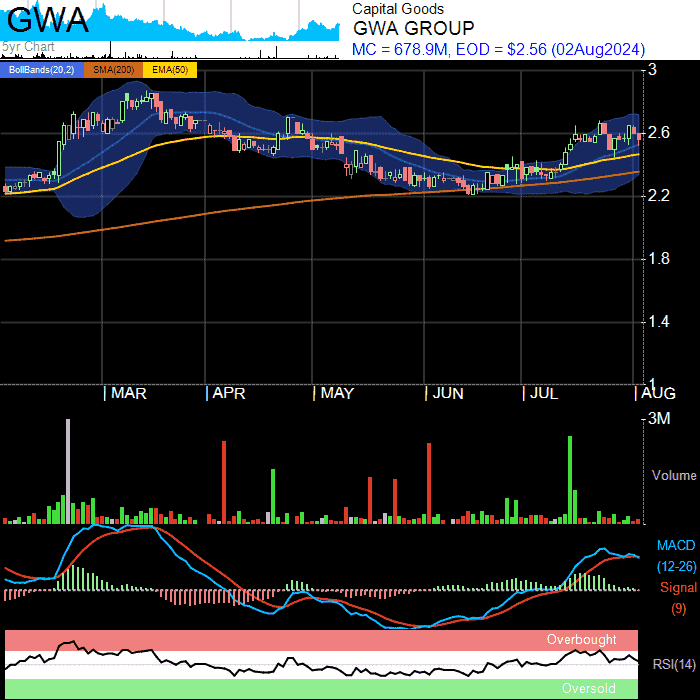 GWA
5yr Chart
Capital Goods
GWA GROUP
MC = 678.9M, EOD = $2.56 (02Aug2024)
BollBands(20,2) SMA(200) EMA(50)
3
2.6
2.2
1.8
1.4
1
MAR APR MAY JUN JUL AUG
3M
Volume
MACD
(12-26)
Signal
(9)
Overbought
RSI(14)
Oversold